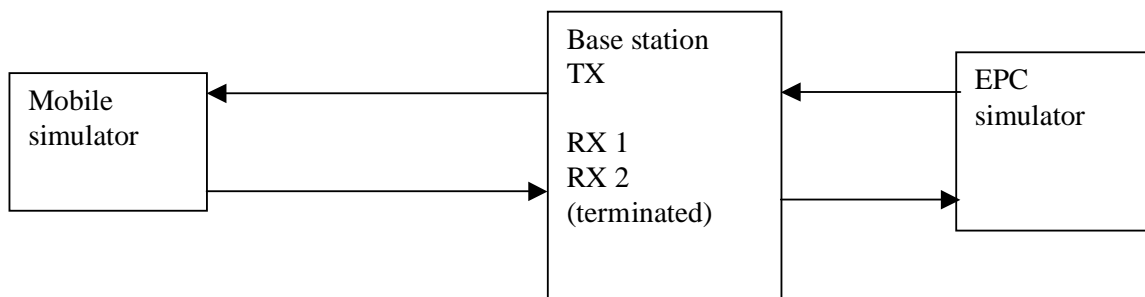 Mobile
simulator
Base station
TX
RX 1
RX 2
(terminated)
EPC
simulator